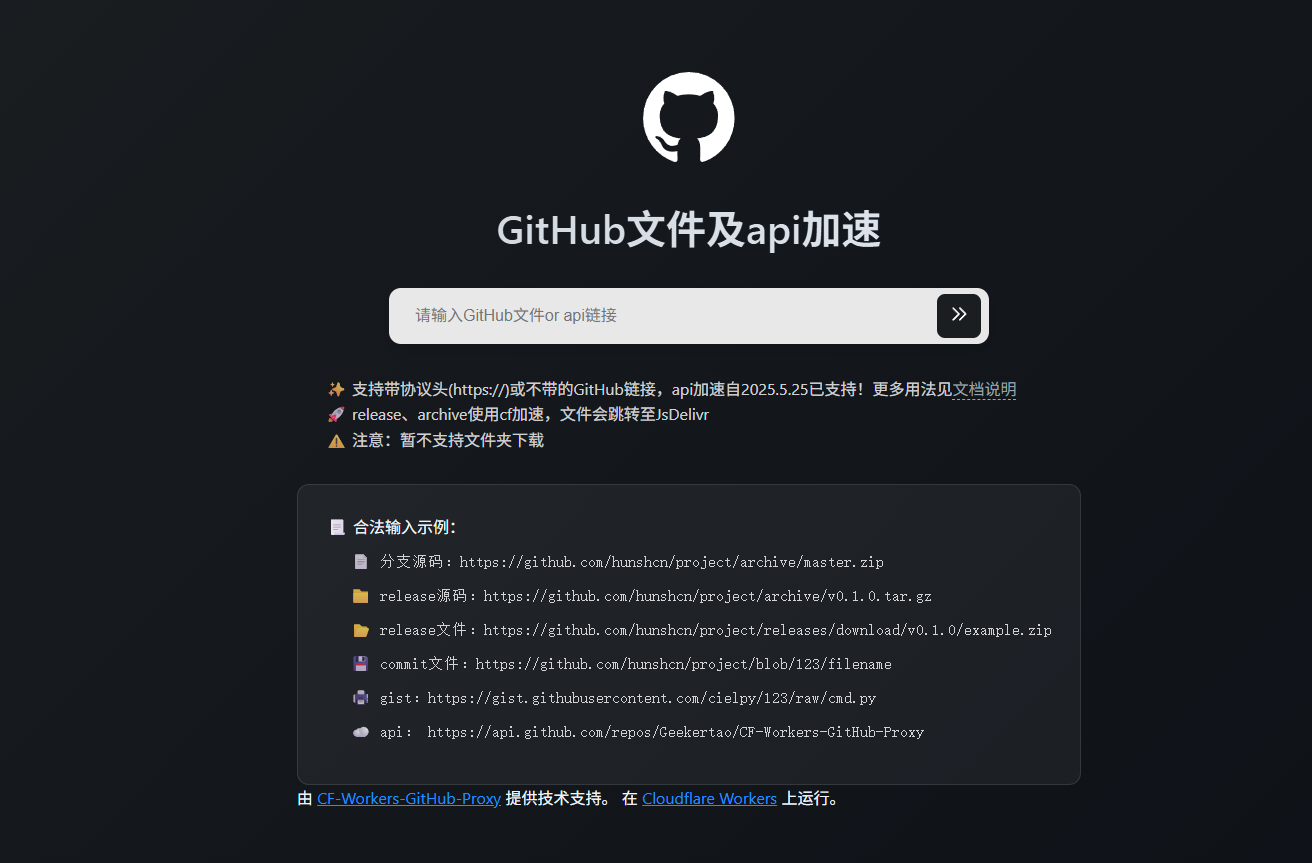 GitHub文件及api加速
请输入GitHub文件or api链接
✨ 支持带协议头(https://)或不带的GitHub链接，api加速自2025.5.25已支持！更多用法见文档说明
🚀 release、archive使用cf加速，文件会跳转至JsDelivr
⚠️ 注意：暂不支持文件夹下载
📃 合法输入示例：
📄 分支源码：https://github.com/hunshcn/project/archive/master.zip
📁 release源码：https://github.com/hunshcn/project/archive/v0.1.0.tar.gz
📂 release文件：https://github.com/hunshcn/project/releases/download/v0.1.0/example.zip
💾 commit文件：https://github.com/hunshcn/project/blob/123/filename
🖨️ gist：https://gist.githubusercontent.com/cielpy/123/raw/cmd.py
☁️ api： https://api.github.com/repos/Geekertao/CF-Workers-GitHub-Proxy
由 CF-Workers-GitHub-Proxy 提供技术支持。 在 Cloudflare Workers 上运行。